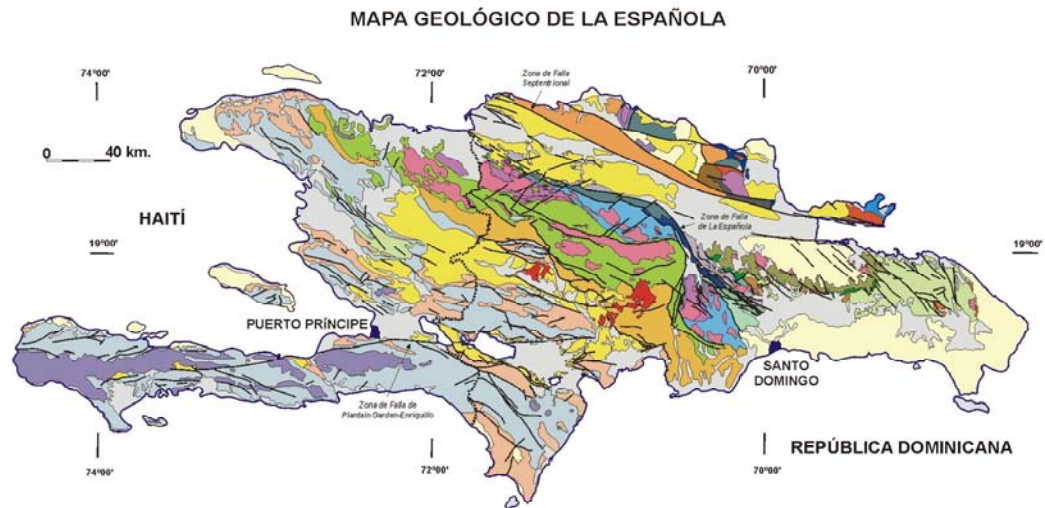 MAPA GEOLÓGICO DE LA ESPAÑOLA
74°00'
72°00'
70°00'
Zona de Falla
Septentrional
0 40 km.
HAITÍ
Zona de Falla
de La Española
19°00'
19°00'
PUERTO PRÍNCIPE
SANTO
DOMINGO
Zona de Falla de
Plantain Garden-Enriquillo
REPÚBLICA DOMINICANA
74°00'
72°00'
70°00'